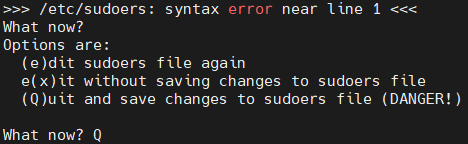 >>> /etc/sudoers: syntax error near line 1 <<<
What now?
Options are:
  (e)dit sudoers file again
  e(x)it without saving changes to sudoers file
  (Q)uit and save changes to sudoers file (DANGER!)

What now? Q